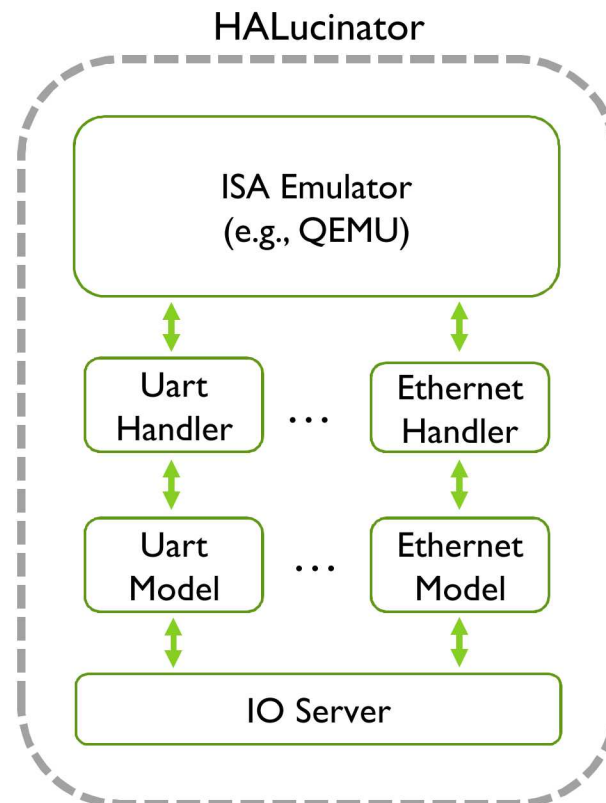 HALucinator
ISA Emulator
(e.g., QEMU)
Uart
Handler
...
Ethernet
Handler
Uart
Model
...
Ethernet
Model
IO Server